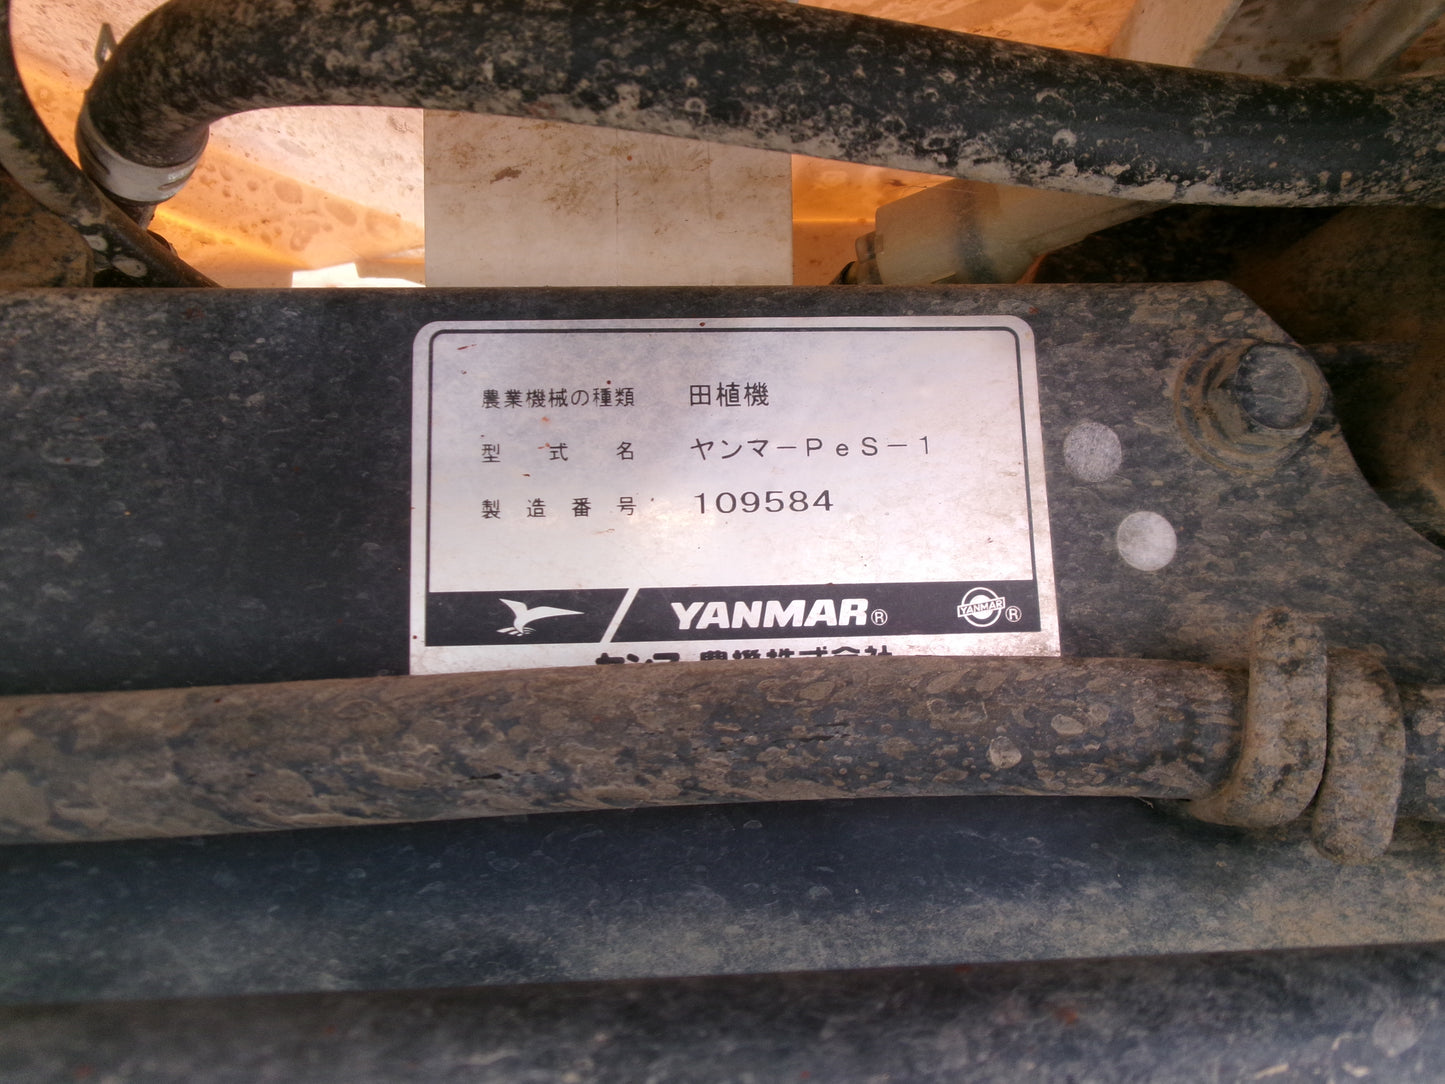 農業機械の種類 田植機
型式名 ヤンマーPeS-1
製造番号 109584
YANMAR®
YANMAR ®